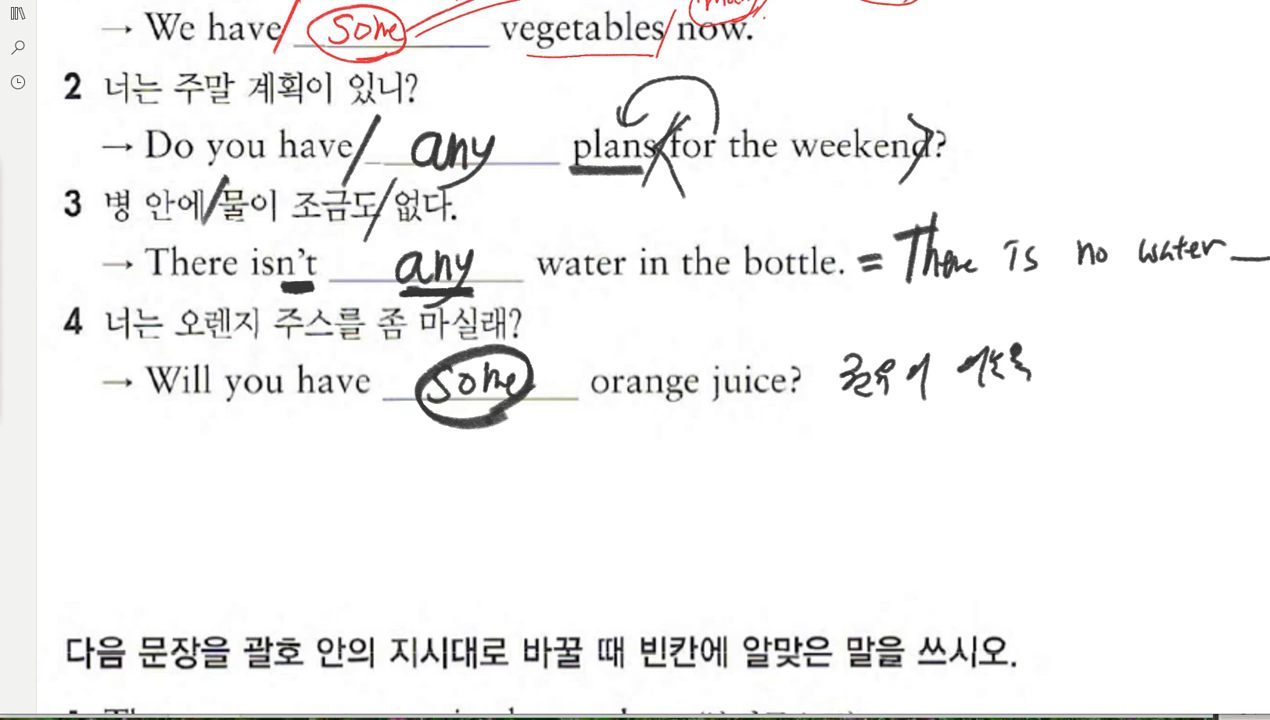 → We have/ some vegetables/ now.
2 너는 주말 계획이 있니?
→ Do you have/ any plans for the weekend?
3 병 안에/물이 조금도/없다.
→ There isn't any water in the bottle. = There is no water
4 너는 오렌지 주스를 좀 마실래?
→ Will you have some orange juice?
다음 문장을 괄호 안의 지시대로 바꿀 때 빈칸에 알맞은 말을 쓰시오.